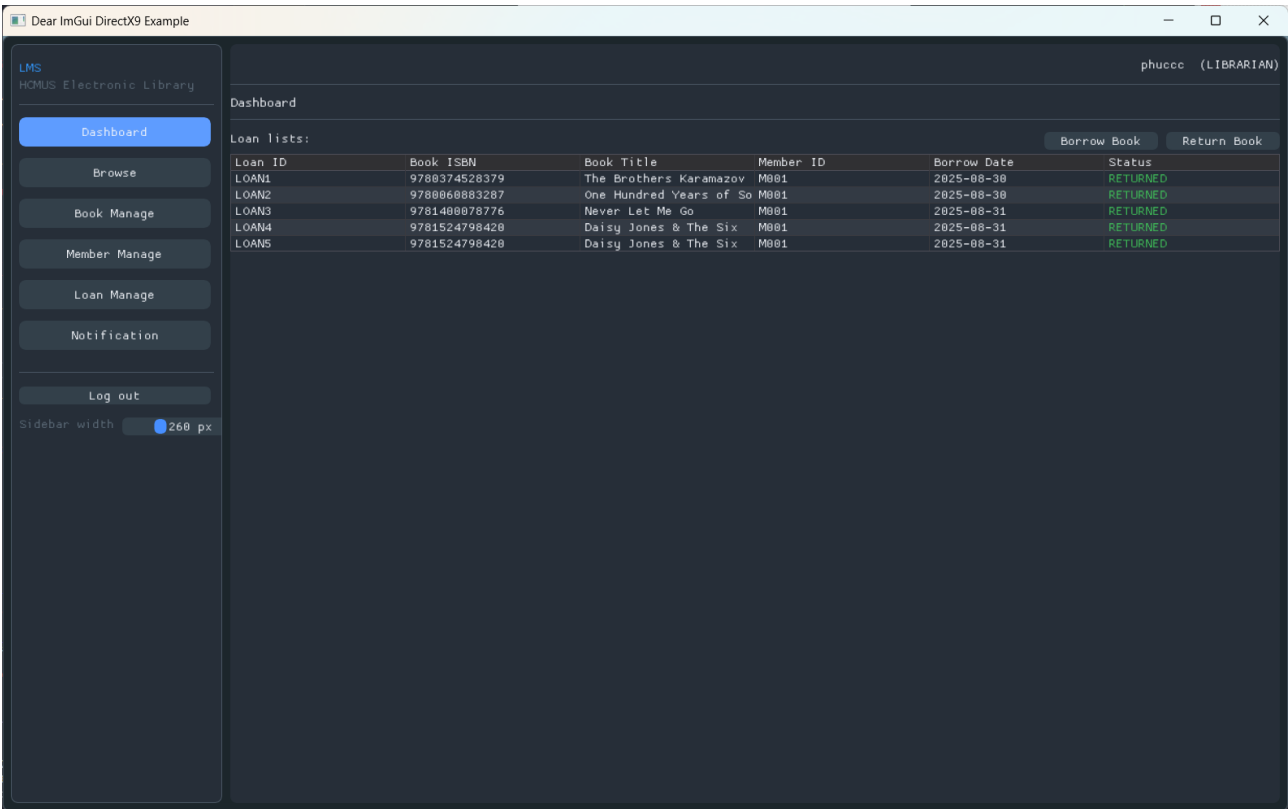 Dear ImGui DirectX9 Example
LMS
HCMUS Electronic Library
Dashboard
Browse
Book Manage
Member Manage
Loan Manage
Notification
Log out
Sidebar width 260 px
phuccc (LIBRARIAN)
Dashboard
Loan lists: Borrow Book Return Book
Loan ID Book ISBN Book Title Member ID Borrow Date Status
LOAN1 9780374528379 The Brothers Karamazov M001 2025-08-30 RETURNED
LOAN2 9780060883287 One Hundred Years of So M001 2025-08-30 RETURNED
LOAN3 9781400078776 Never Let Me Go M001 2025-08-31 RETURNED
LOAN4 9781524798420 Daisy Jones & The Six M001 2025-08-31 RETURNED
LOAN5 9781524798420 Daisy Jones & The Six M001 2025-08-31 RETURNED